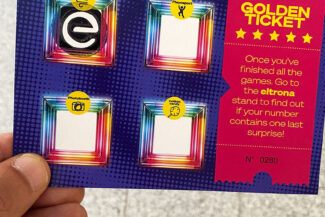 e
GOLDEN
TICKET
Once you've
finished all the
games. Go to
the eltrona
stand to find out
if your number
contains one last
surprise!
N° 0260